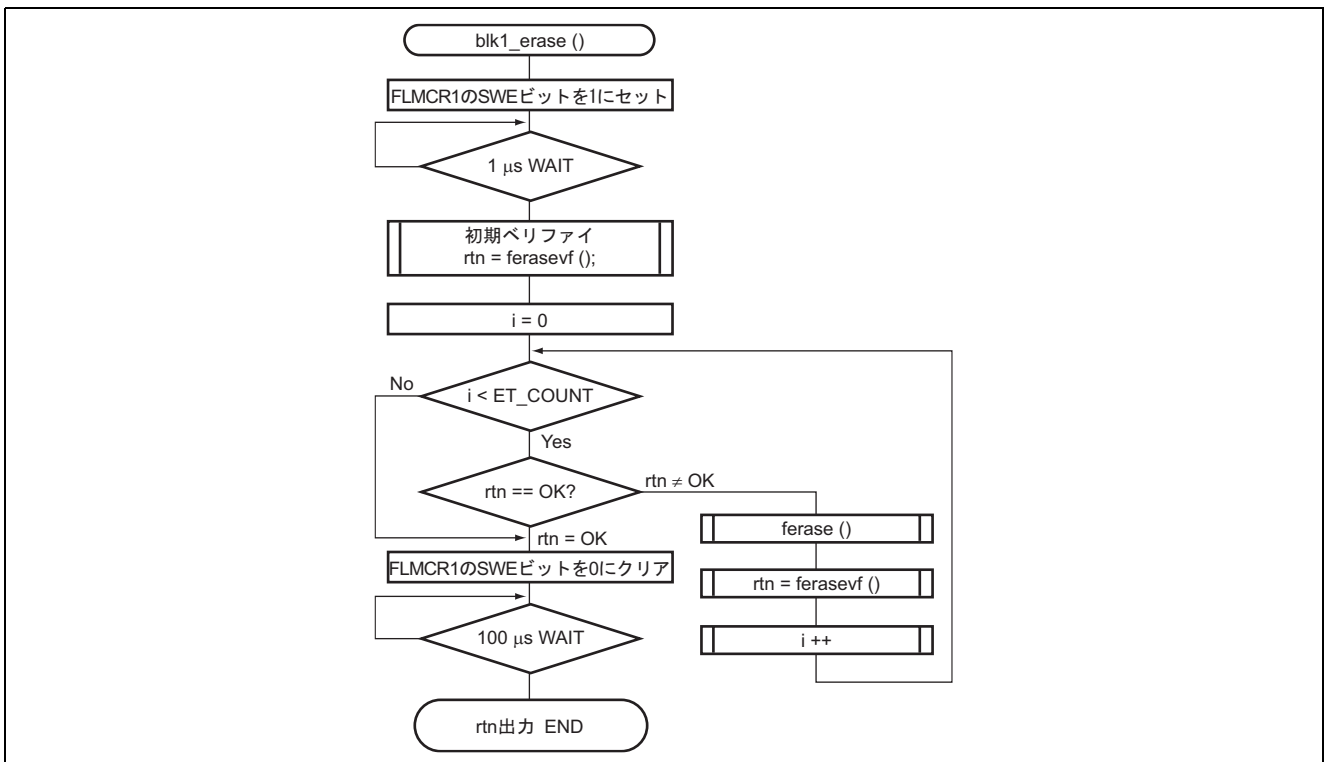 blk1_erase ()
FLMCR1のSWEビットを1にセット
1 μs WAIT
初期ベリファイ
rtn = ferasevf ();
i = 0
i < ET_COUNT
No
Yes
rtn == OK?
rtn ≠ OK
ferase ()
rtn = ferasevf ()
i ++
rtn = OK
FLMCR1のSWEビットを0にクリア
100 μs WAIT
rtn出力 END